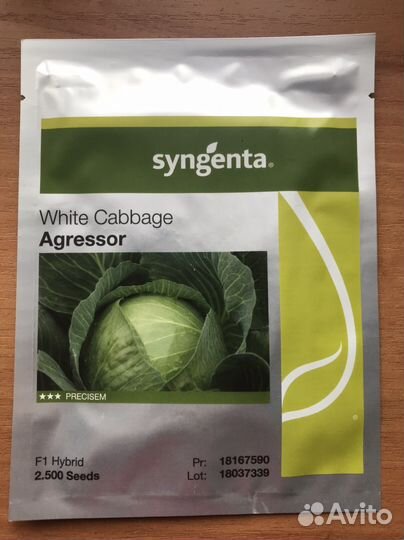 syngenta®
White Cabbage
Agressor
★★★ PRECISEM
F1 Hybrid
2.500 Seeds
Pr: 18167590
Lot: 18037339
Avito